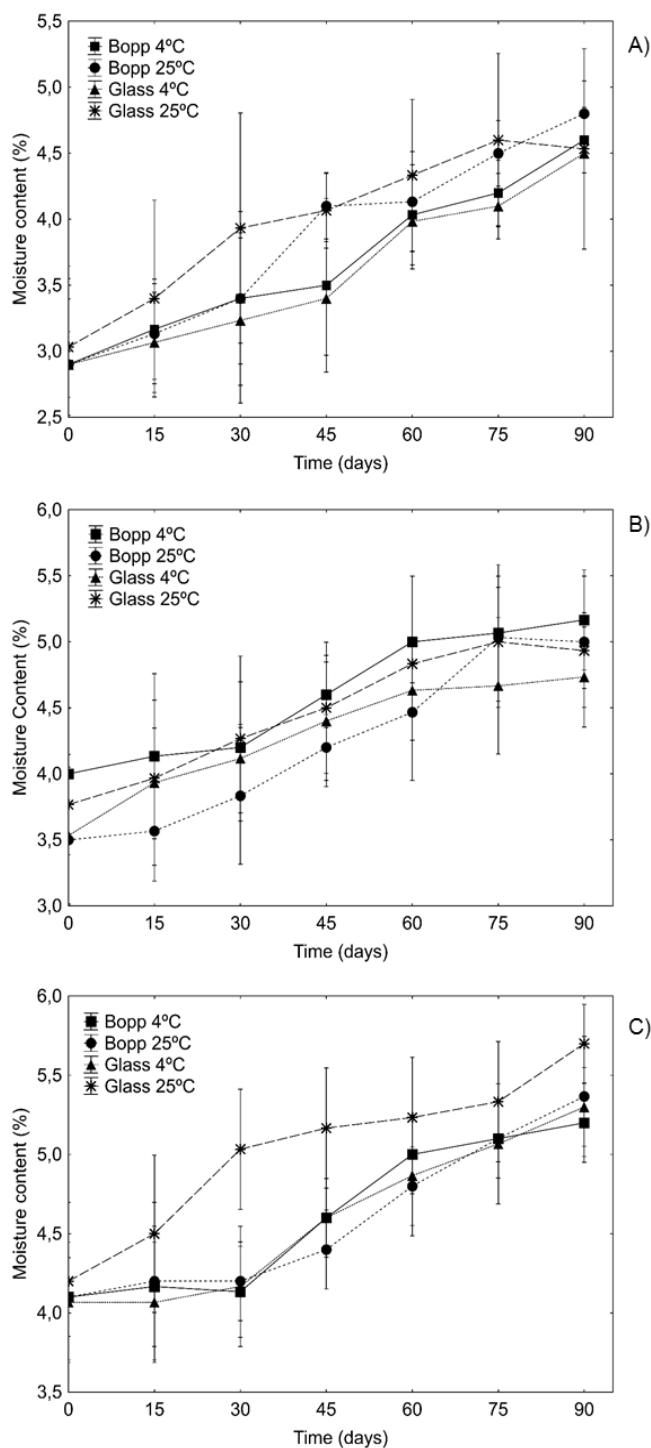 A)
5,5
5,0
4,5
4,0
3,5
3,0
2,5
Moisture content (%)
Bopp 4ºC
Bopp 25ºC
Glass 4ºC
Glass 25ºC
0 15 30 45 60 75 90
Time (days)
B)
6,0
5,5
5,0
4,5
4,0
3,5
3,0
Moisture Content (%)
Bopp 4ºC
Bopp 25ºC
Glass 4ºC
Glass 25ºC
0 15 30 45 60 75 90
Time (days)
C)
6,0
5,5
5,0
4,5
4,0
3,5
Moisture content (%)
Bopp 4ºC
Bopp 25ºC
Glass 4ºC
Glass 25ºC
0 15 30 45 60 75 90
Time (days)